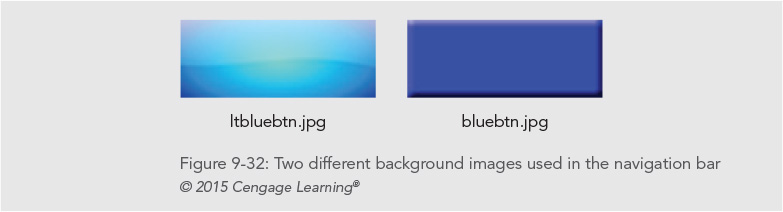 ltbluebtn.jpg bluebtn.jpg
Figure 9-32: Two different background images used in the navigation bar
© 2015 Cengage Learning®